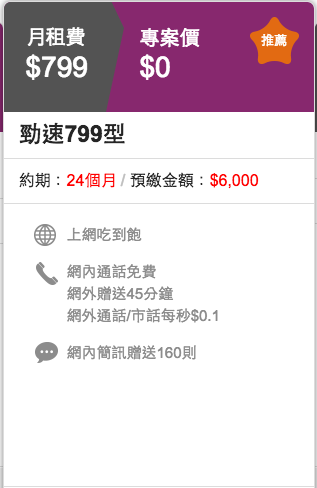 月租費
$799
專案價
$0
推薦
勁速799型
約期：24個月 / 預繳金額：$6,000
上網吃到飽
網內通話免費
網外贈送45分鐘
網外通話/市話每秒$0.1
網內簡訊贈送160則